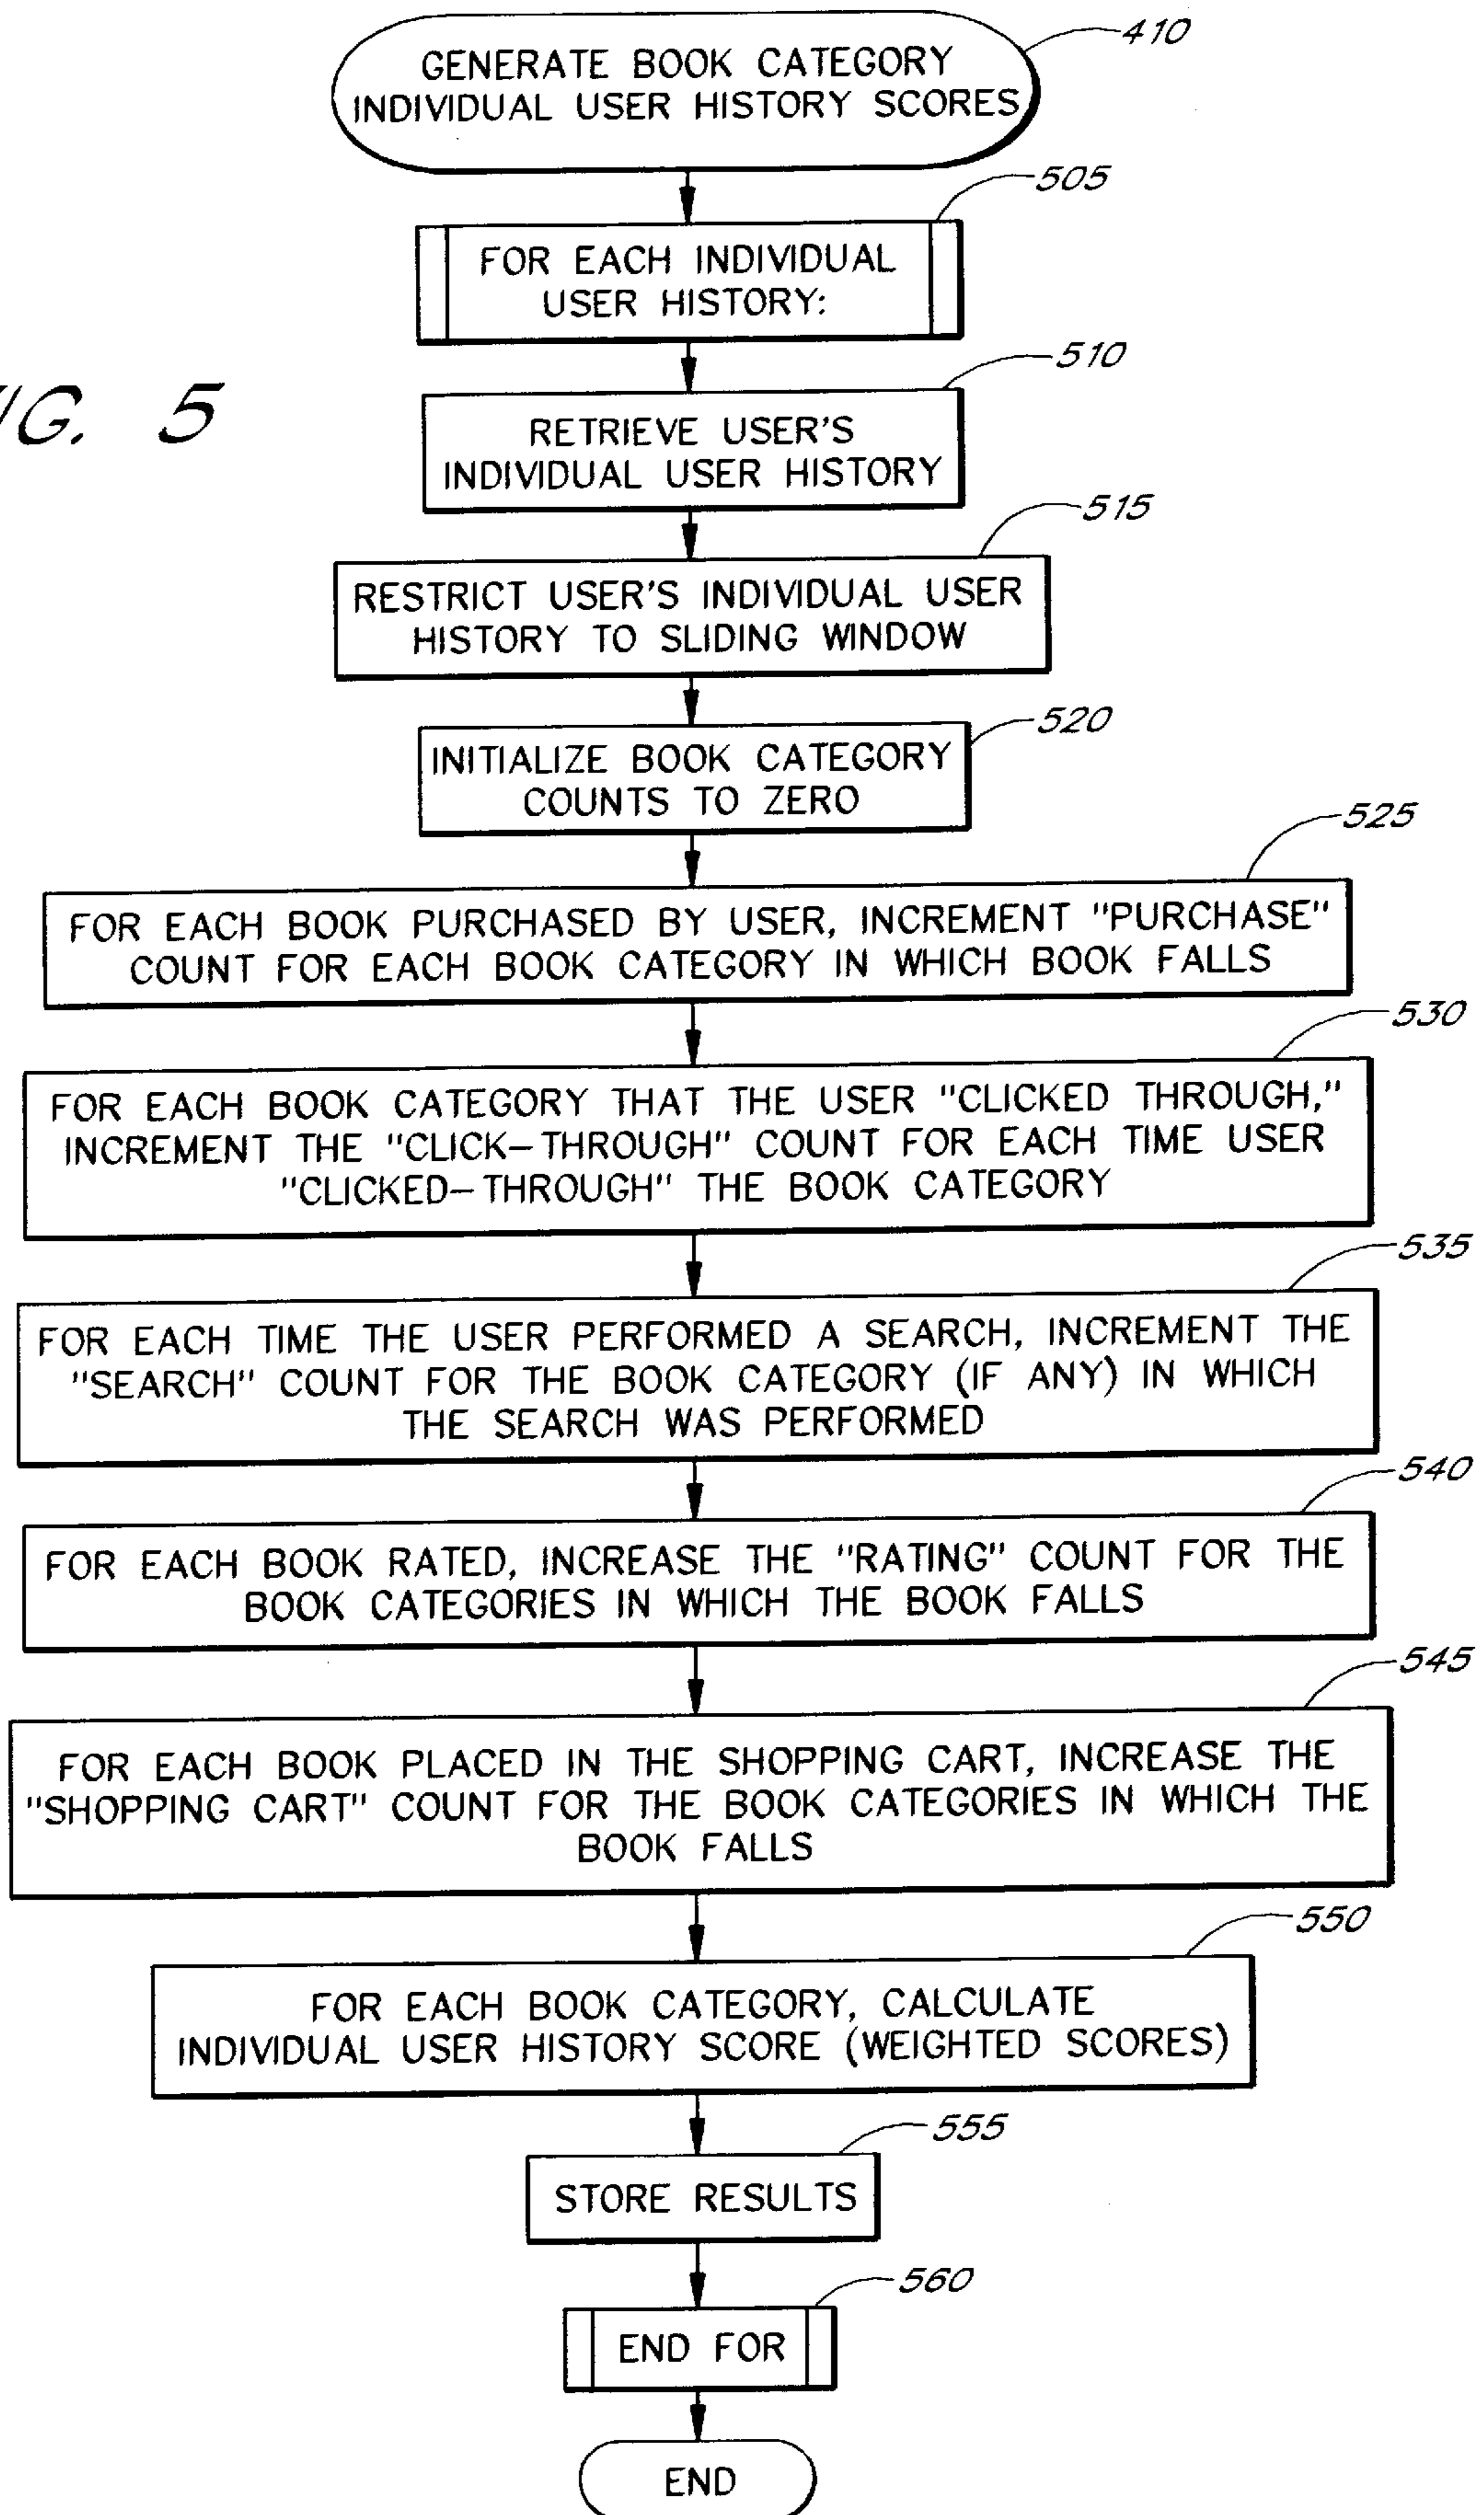 GENERATE BOOK CATEGORY
INDIVIDUAL USER HISTORY SCORES
410
505
FOR EACH INDIVIDUAL
USER HISTORY:
IG. 5
510
RETRIEVE USER'S
INDIVIDUAL USER HISTORY
515
RESTRICT USER'S INDIVIDUAL USER
HISTORY TO SLIDING WINDOW
520
INITIALIZE BOOK CATEGORY
COUNTS TO ZERO
525
FOR EACH BOOK PURCHASED BY USER, INCREMENT "PURCHASE"
COUNT FOR EACH BOOK CATEGORY IN WHICH BOOK FALLS
530
FOR EACH BOOK CATEGORY THAT THE USER "CLICKED THROUGH,"
INCREMENT THE "CLICK-THROUGH" COUNT FOR EACH TIME USER
"CLICKED-THROUGH" THE BOOK CATEGORY
535
FOR EACH TIME THE USER PERFORMED A SEARCH, INCREMENT THE
"SEARCH" COUNT FOR THE BOOK CATEGORY (IF ANY) IN WHICH
THE SEARCH WAS PERFORMED
540
FOR EACH BOOK RATED, INCREASE THE "RATING" COUNT FOR THE
BOOK CATEGORIES IN WHICH THE BOOK FALLS
545
FOR EACH BOOK PLACED IN THE SHOPPING CART, INCREASE THE
"SHOPPING CART" COUNT FOR THE BOOK CATEGORIES IN WHICH THE
BOOK FALLS
550
FOR EACH BOOK CATEGORY, CALCULATE
INDIVIDUAL USER HISTORY SCORE (WEIGHTED SCORES)
555
STORE RESULTS
560
END FOR
END